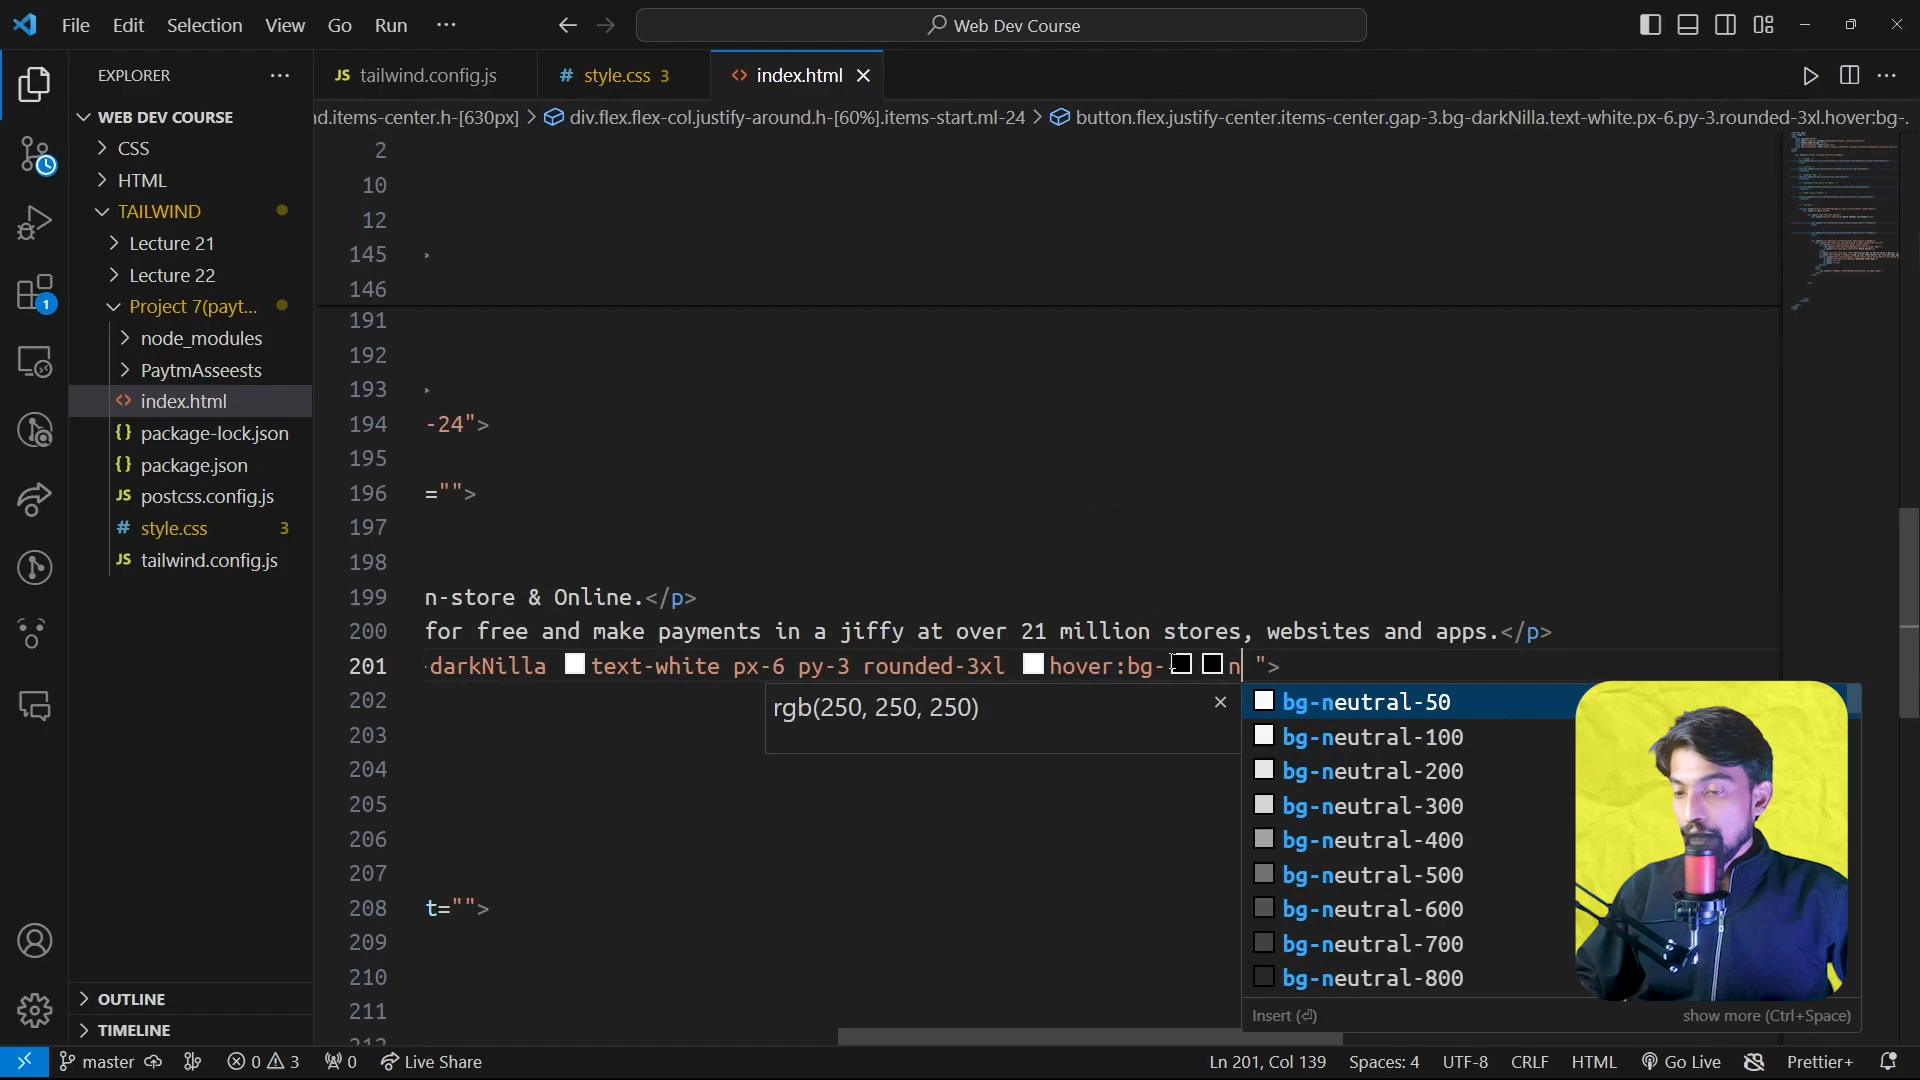 File Edit Selection View Go Run ···
Web Dev Course
EXPLORER
JS tailwind.config.js
# style.css 3
<> index.html
nd.items-center.h-[630px] > div.flex.flex-col.justify-around.h-[60%].items-start.ml-24 > button.flex.justify-center.items-center.gap-3.bg-darkNilla.text-white.px-6.py-3.rounded-3xl.hover:bg-.
WEB DEV COURSE
CSS
HTML
TAILWIND
Lecture 21
Lecture 22
Project 7(payt...
node_modules
PaytmAsseests
<> index.html
{} package-lock.json
{} package.json
JS postcss.config.js
# style.css 3
JS tailwind.config.js
OUTLINE
TIMELINE
1
2
10
12
145
146
191
192
193
194 -24">
195
196 ="">
197
198
199 n-store & Online.</p>
200 for free and make payments in a jiffy at over 21 million stores, websites and apps.</p>
201 darkNilla text-white px-6 py-3 rounded-3xl hover:bg- n ">
202
203
204
205
206
207
208 t="">
209
210
211
212
rgb(250, 250, 250)
bg-neutral-50
bg-neutral-100
bg-neutral-200
bg-neutral-300
bg-neutral-400
bg-neutral-500
bg-neutral-600
bg-neutral-700
bg-neutral-800
Insert (⏎) show more (Ctrl+Space)
master 0 3 0 Live Share Ln 201, Col 139 Spaces: 4 UTF-8 CRLF HTML Go Live Prettier+